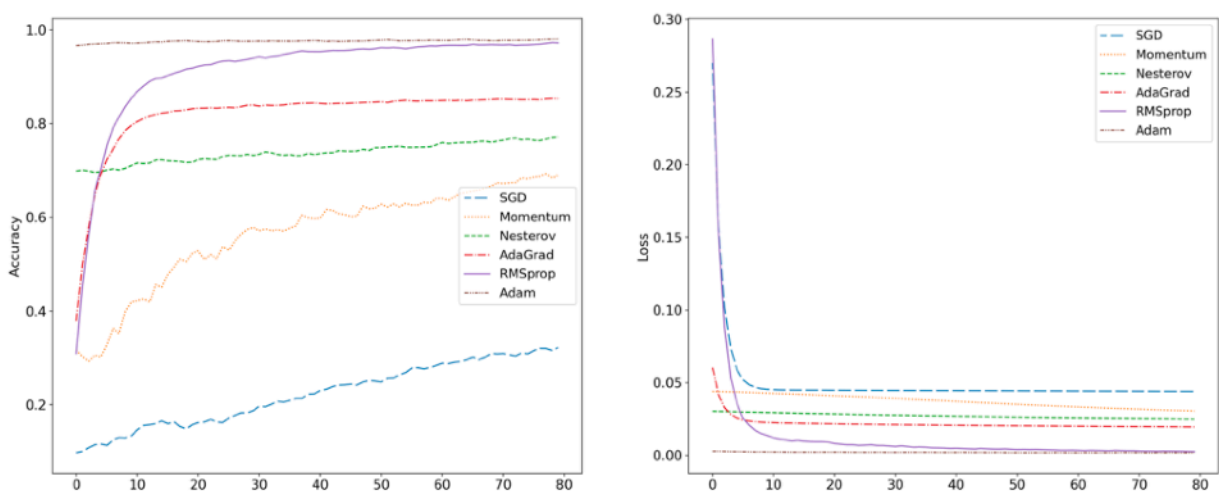 1.0
0.8
0.6
0.4
0.2
Accuracy
0 10 20 30 40 50 60 70 80
SGD
Momentum
Nesterov
AdaGrad
RMSprop
Adam
0.30
0.25
0.20
0.15
0.10
0.05
0.00
Loss
0 10 20 30 40 50 60 70 80
SGD
Momentum
Nesterov
AdaGrad
RMSprop
Adam